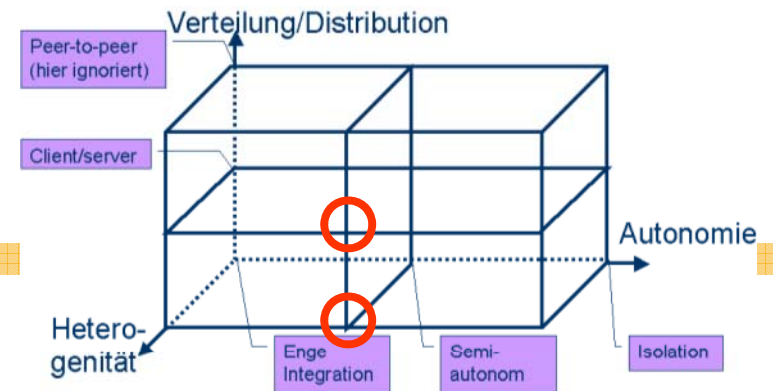 Verteilung/Distribution
Peer-to-peer
(hier ignoriert)
Client/server
Autonomie
Hetero-
genität
Enge
Integration
Semi-
autonom
Isolation